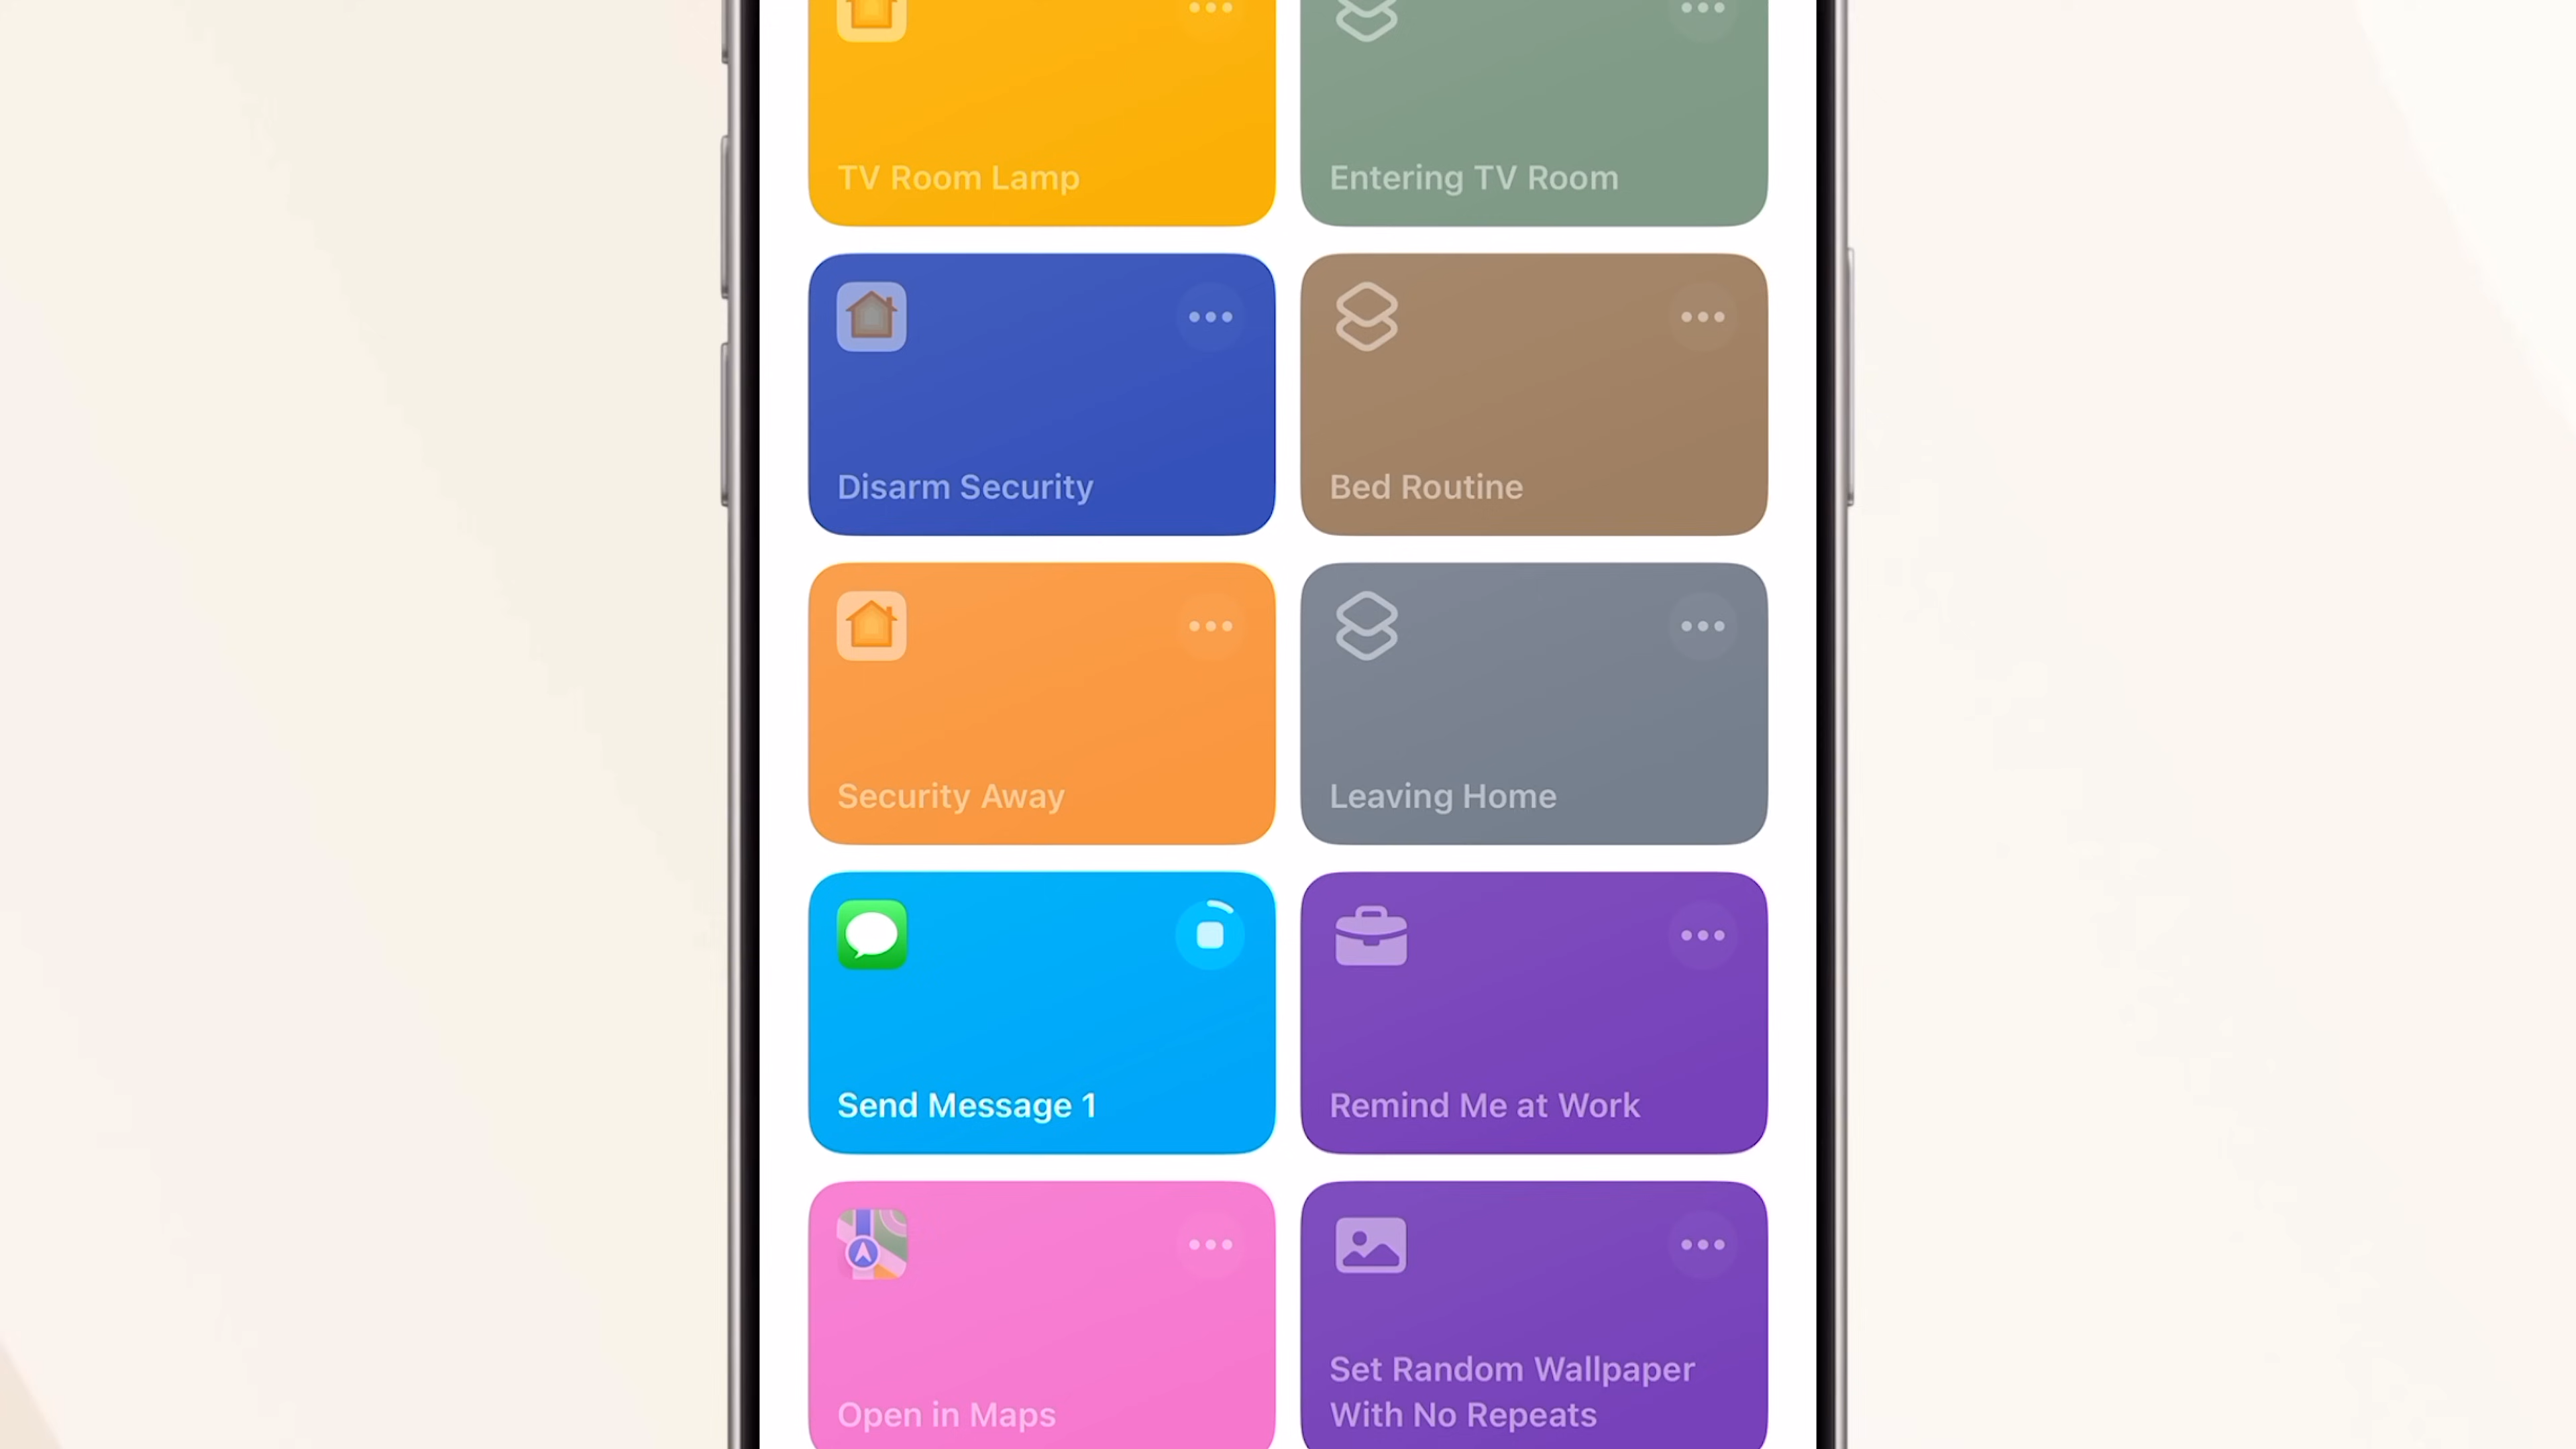 TV Room Lamp
Entering TV Room
Disarm Security
Bed Routine
Security Away
Leaving Home
Send Message 1
Remind Me at Work
Open in Maps
Set Random Wallpaper
With No Repeats